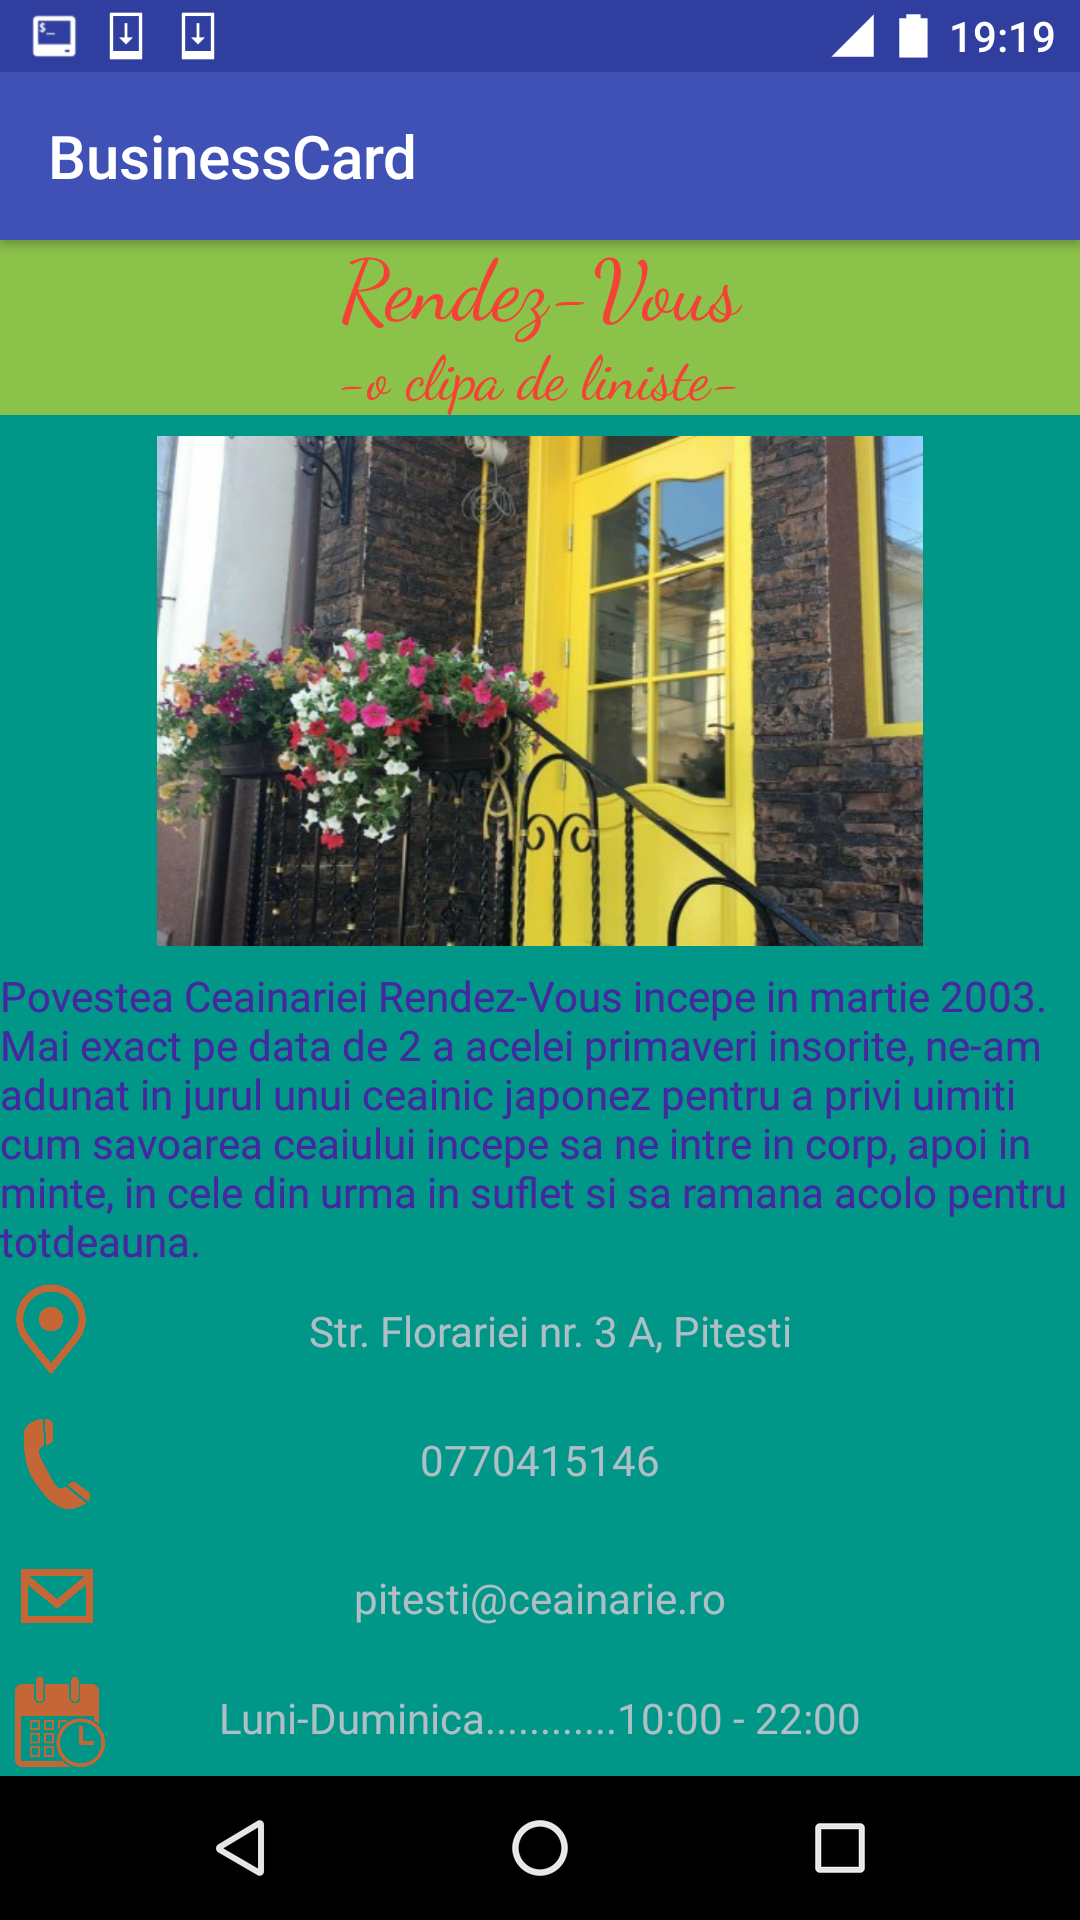 19:19
BusinessCard
Rendez-Vous
-o clipa de liniste-
Povestea Ceainariei Rendez-Vous incepe in martie 2003.
Mai exact pe data de 2 a acelei primaveri insorite, ne-am
adunat in jurul unui ceainic japonez pentru a privi uimiti
cum savoarea ceaiului incepe sa ne intre in corp, apoi in
minte, in cele din urma in suflet si sa ramana acolo pentru
totdeauna.
Str. Florariei nr. 3 A, Pitesti
0770415146
pitesti@ceainarie.ro
Luni-Duminica............10:00 - 22:00